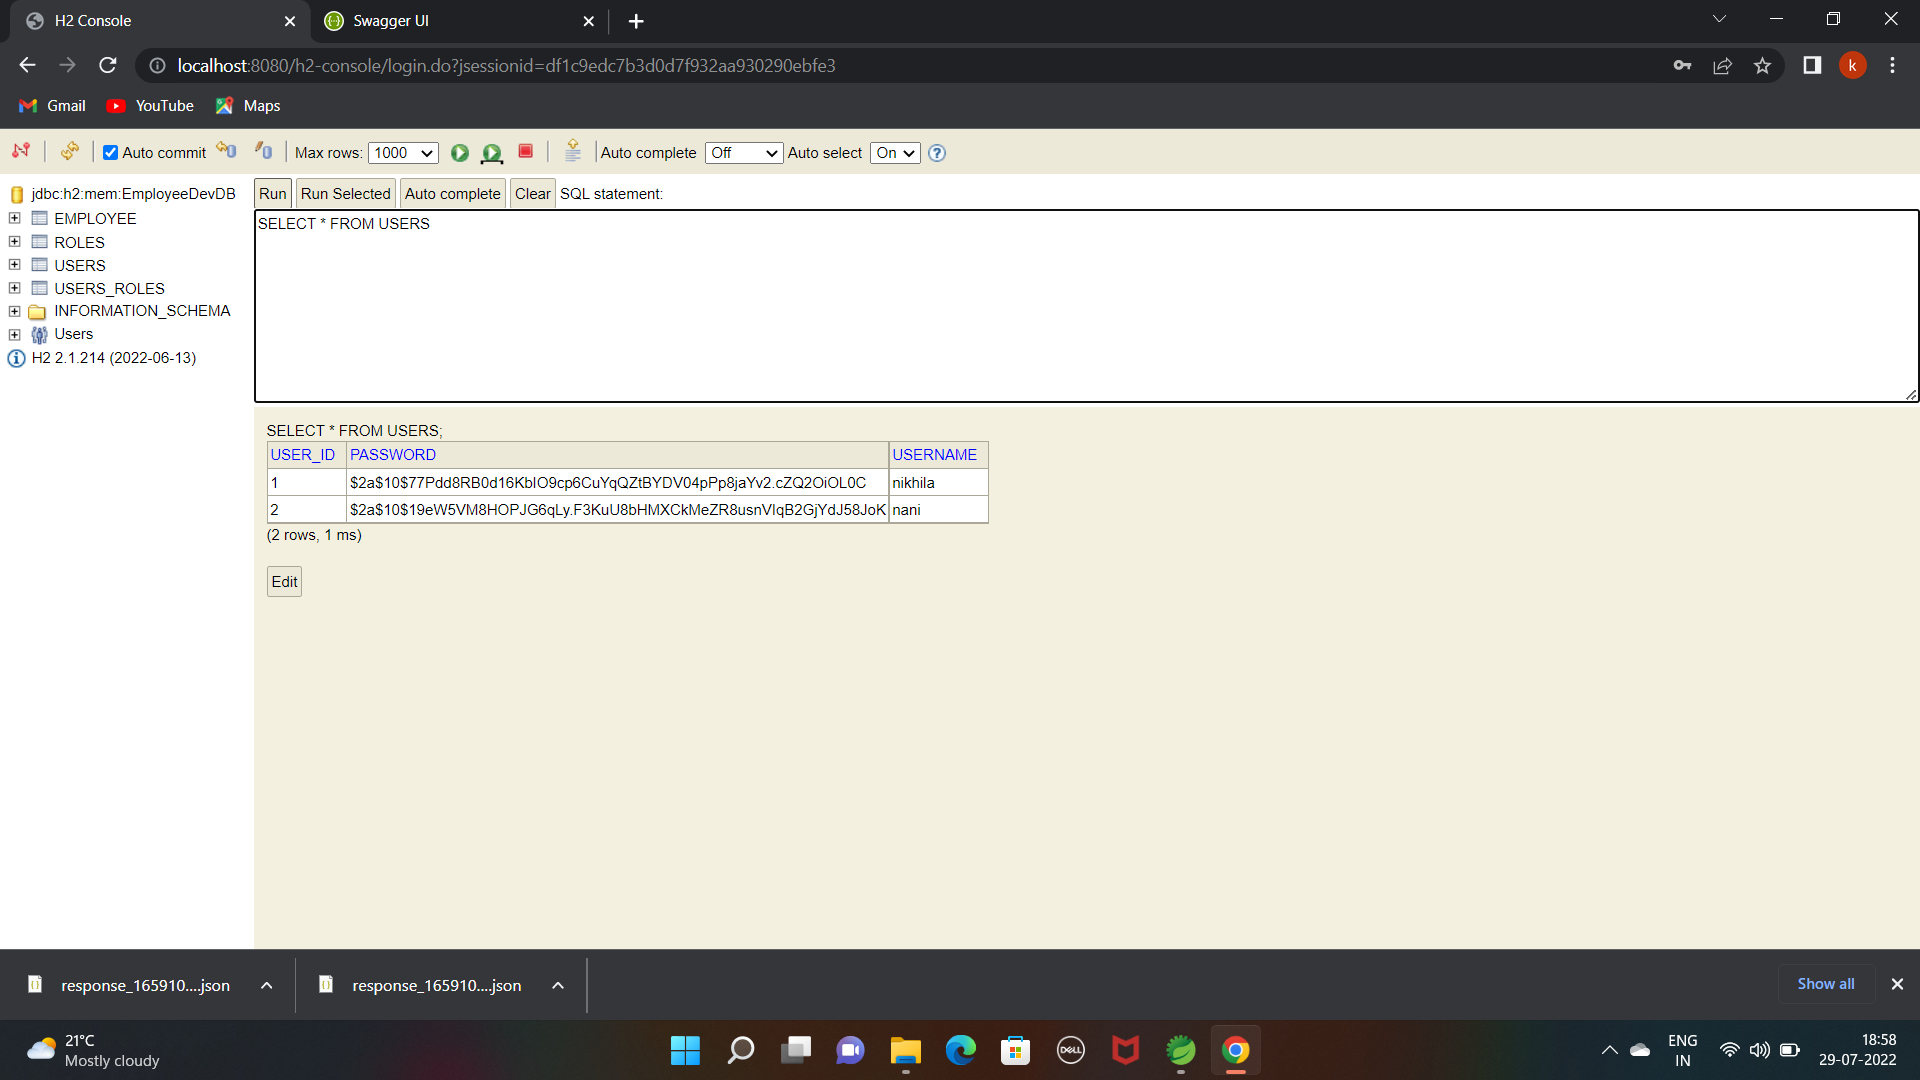 H2 Console
Swagger UI
localhost:8080/h2-console/login.do?jsessionid=df1c9edc7b3d0d7f932aa930290ebfe3
k
Gmail
YouTube
Maps
Auto commit
Max rows: 1000
Auto complete Off
Auto select On
jdbc:h2:mem:EmployeeDevDB
EMPLOYEE
ROLES
USERS
USERS_ROLES
INFORMATION_SCHEMA
Users
H2 2.1.214 (2022-06-13)
Run Run Selected Auto complete Clear SQL statement:
SELECT * FROM USERS
SELECT * FROM USERS;
USER_ID PASSWORD USERNAME
1 $2a$10$77Pdd8RB0d16KbIO9cp6CuYqQZtBYDV04pPp8jaYv2.cZQ2OiOL0C nikhila
2 $2a$10$19eW5VM8HOPJG6qLy.F3KuU8bHMXCkMeZR8usnVIqB2GjYdJ58JoK nani
(2 rows, 1 ms)
Edit
response_165910....json
response_165910....json
Show all
21°C
Mostly cloudy
DELL
ENG
IN
18:58
29-07-2022